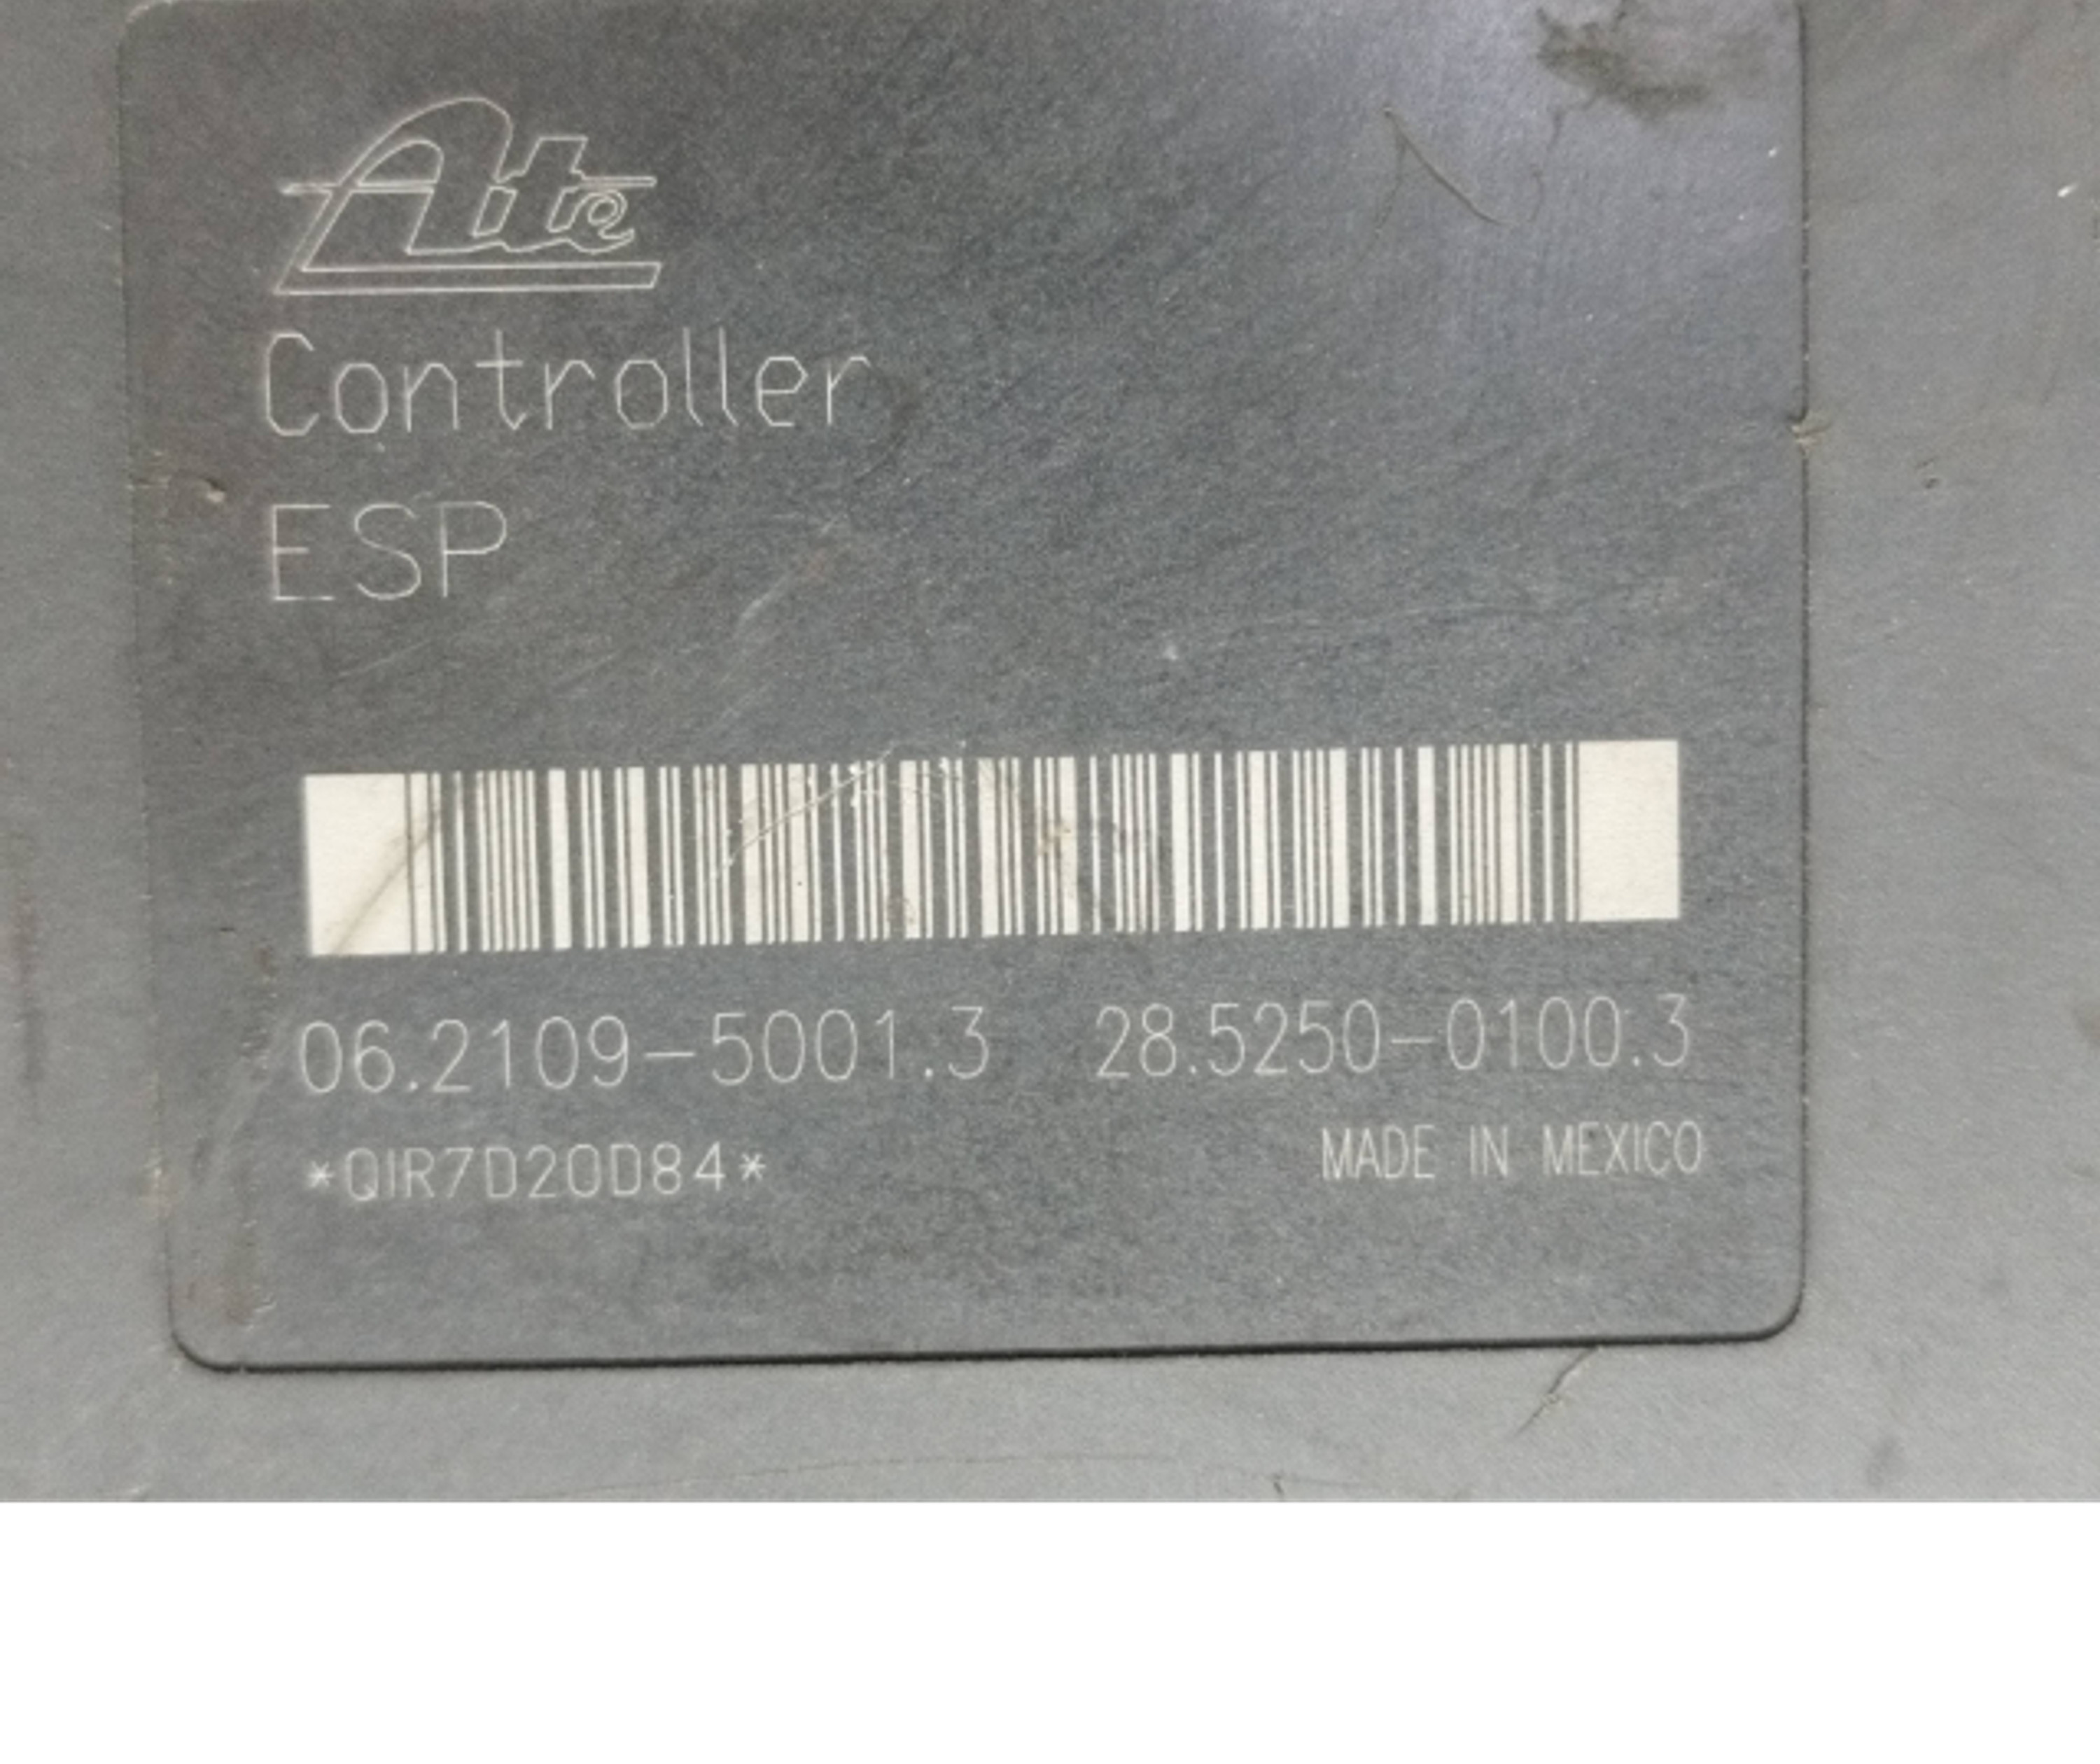 Ate
Controller
ESP
06.2109-5001.3 28.5250-0100.3
*QIR7D20D84* MADE IN MEXICO